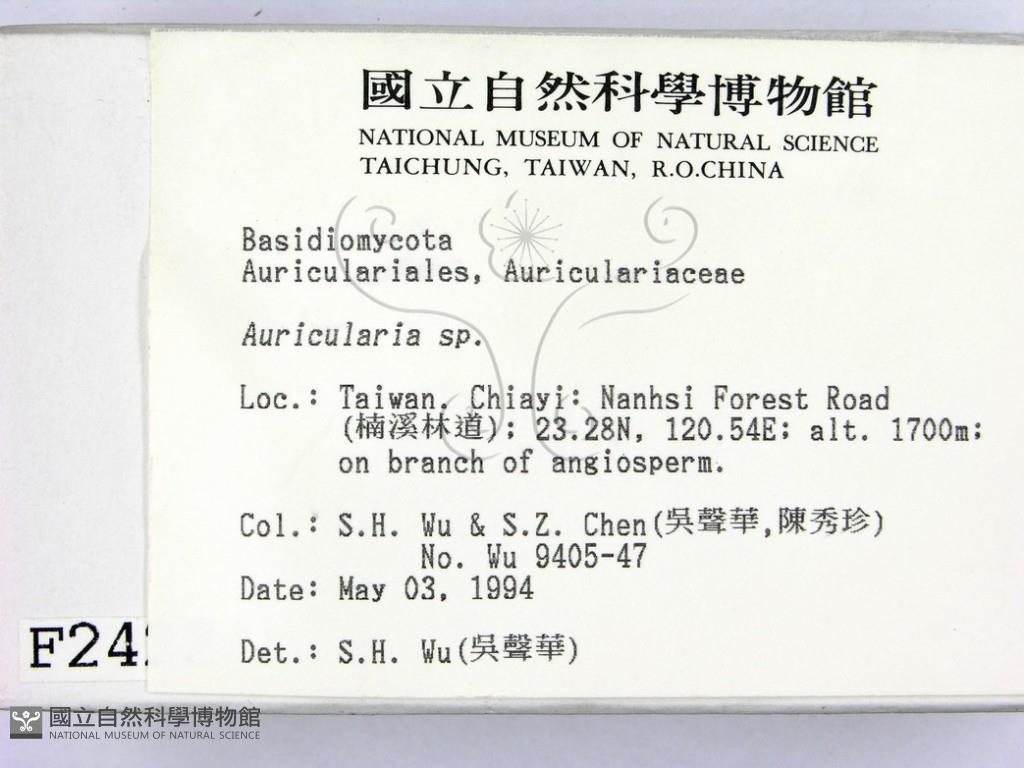 國立自然科學博物館
NATIONAL MUSEUM OF NATURAL SCIENCE
TAICHUNG, TAIWAN, R.O.CHINA
Basidiomycota
Auriculariales, Auriculariaceae
Auricularia sp.
Loc.: Taiwan. Chiayi: Nanhsi Forest Road
(楠溪林道); 23.28N, 120.54E; alt. 1700m;
on branch of angiosperm.
Col.: S.H. Wu & S.Z. Chen(吳聲華,陳秀珍)
No. Wu 9405-47
Date: May 03, 1994
Det.: S.H. Wu(吳聲華)
國立自然科學博物館
NATIONAL MUSEUM OF NATURAL SCIENCE